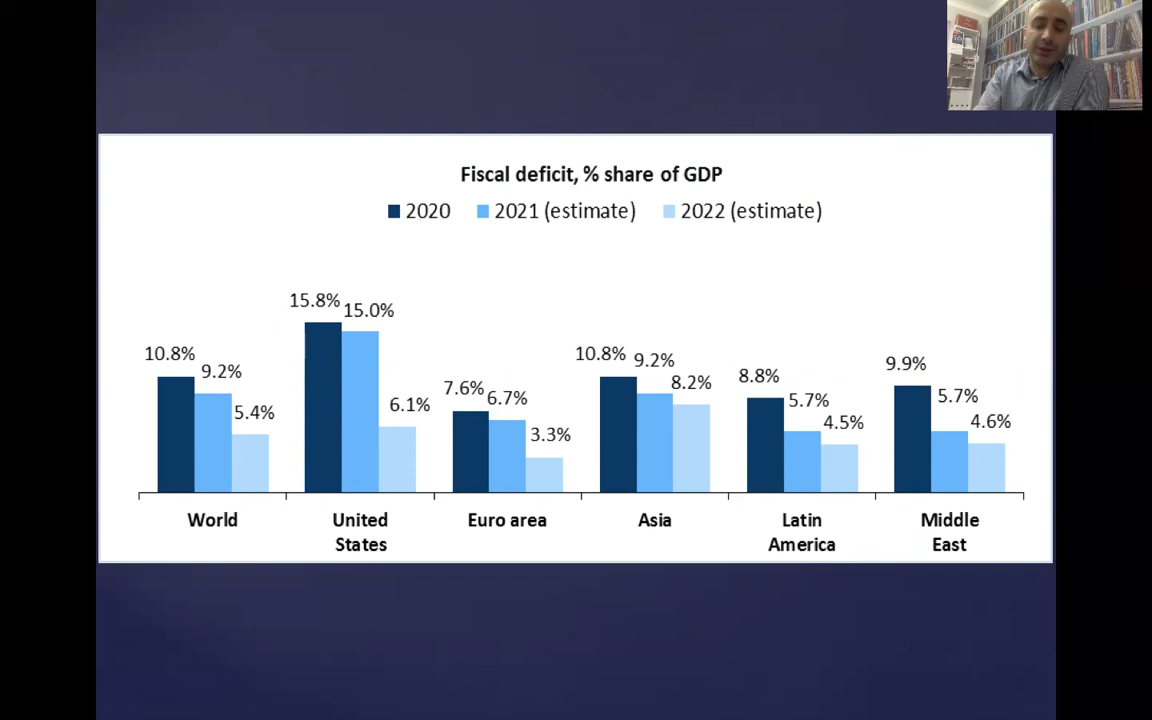 Fiscal deficit, % share of GDP
2020 2021 (estimate) 2022 (estimate)
10.8% 9.2% 5.4%
15.8% 15.0% 6.1%
7.6% 6.7% 3.3%
10.8% 9.2% 8.2%
8.8% 5.7% 4.5%
9.9% 5.7% 4.6%
World
United
States
Euro area
Asia
Latin
America
Middle
East